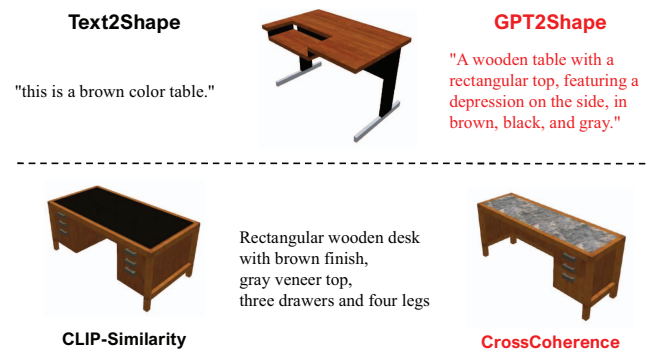 Text2Shape
GPT2Shape
"this is a brown color table."
"A wooden table with a
rectangular top, featuring a
depression on the side, in
brown, black, and gray."
Rectangular wooden desk
with brown finish,
gray veneer top,
three drawers and four legs
CLIP-Similarity
CrossCoherence